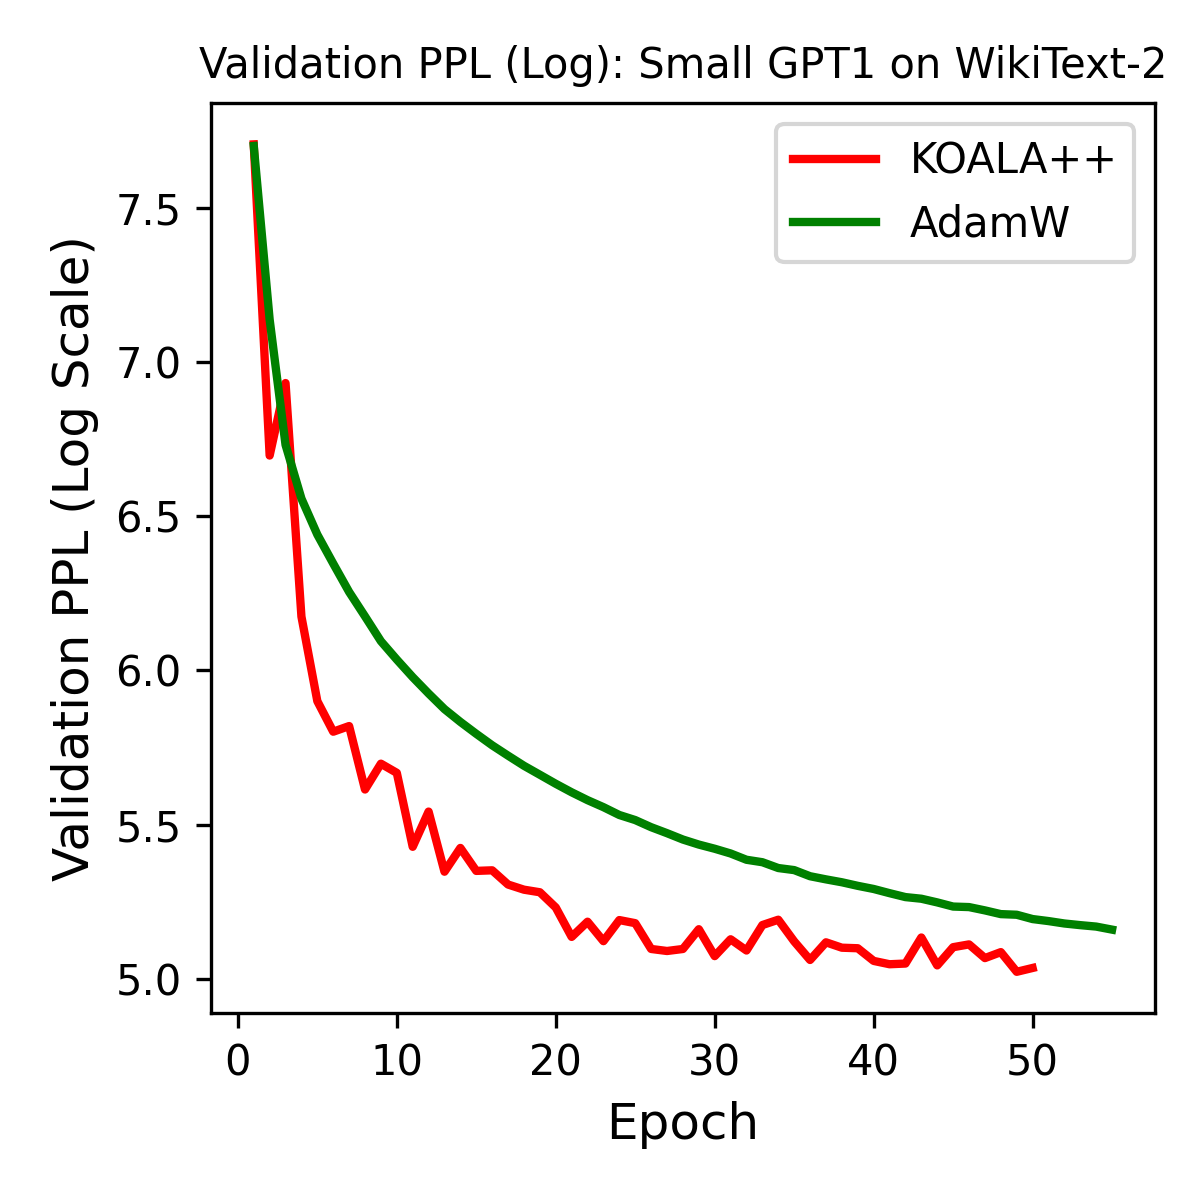 Validation PPL (Log): Small GPT1 on WikiText-2
KOALA++
AdamW
Validation PPL (Log Scale)
7.5
7.0
6.5
6.0
5.5
5.0
0 10 20 30 40 50
Epoch